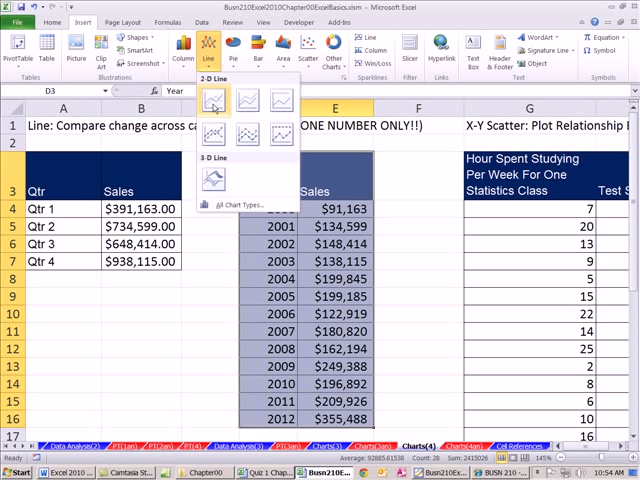 Busn210Excel2010Chapter00ExcelBasics.xlsm - Microsoft Excel
File Home Insert Page Layout Formulas Data Review View Developer Add-Ins
PivotTable Table Picture Clip Art Shapes SmartArt Screenshot Column Line Pie Bar Area Scatter Other Charts Line Column Win/Loss Slicer Hyperlink Text Box Header & Footer WordArt Signature Line Object Equation Symbol
Tables Illustrations
2-D Line
3-D Line
All Chart Types...
D3 fx Year
A B E F G
1 Line: Compare change across ONE NUMBER ONLY!!) X-Y Scatter: Plot Relationship
2
3 Qtr Sales Sales Hour Spent Studying Per Week For One Statistics Class Test
4 Qtr 1 $391,163.00 $91,163 7
5 Qtr 2 $734,599.00 2001 $134,599 20
6 Qtr 3 $648,414.00 2002 $148,414 13
7 Qtr 4 $938,115.00 2003 $138,115 9
8 2004 $199,845 5
9 2005 $199,185 15
10 2006 $122,919 22
11 2007 $180,820 14
12 2008 $162,194 25
13 2009 $249,388 2
14 2010 $196,892 8
15 2011 $209,926 6
16 2012 $355,488 10
17 16
Data Analysis(2) PT(1an) PT(2an) PT(4) Data Analysis(3) PT(3an) Charts(3) Charts(3an) Charts(4) Charts(4an) Cell References
Ready Average: 92885.61538 Count: 28 Sum: 2415026 145%
Start Excel 2010 Camtasia St Chapter00 Quiz 1 Chap... Busn210E... Busn210Ex... BUSN 210 -... 10:54 AM